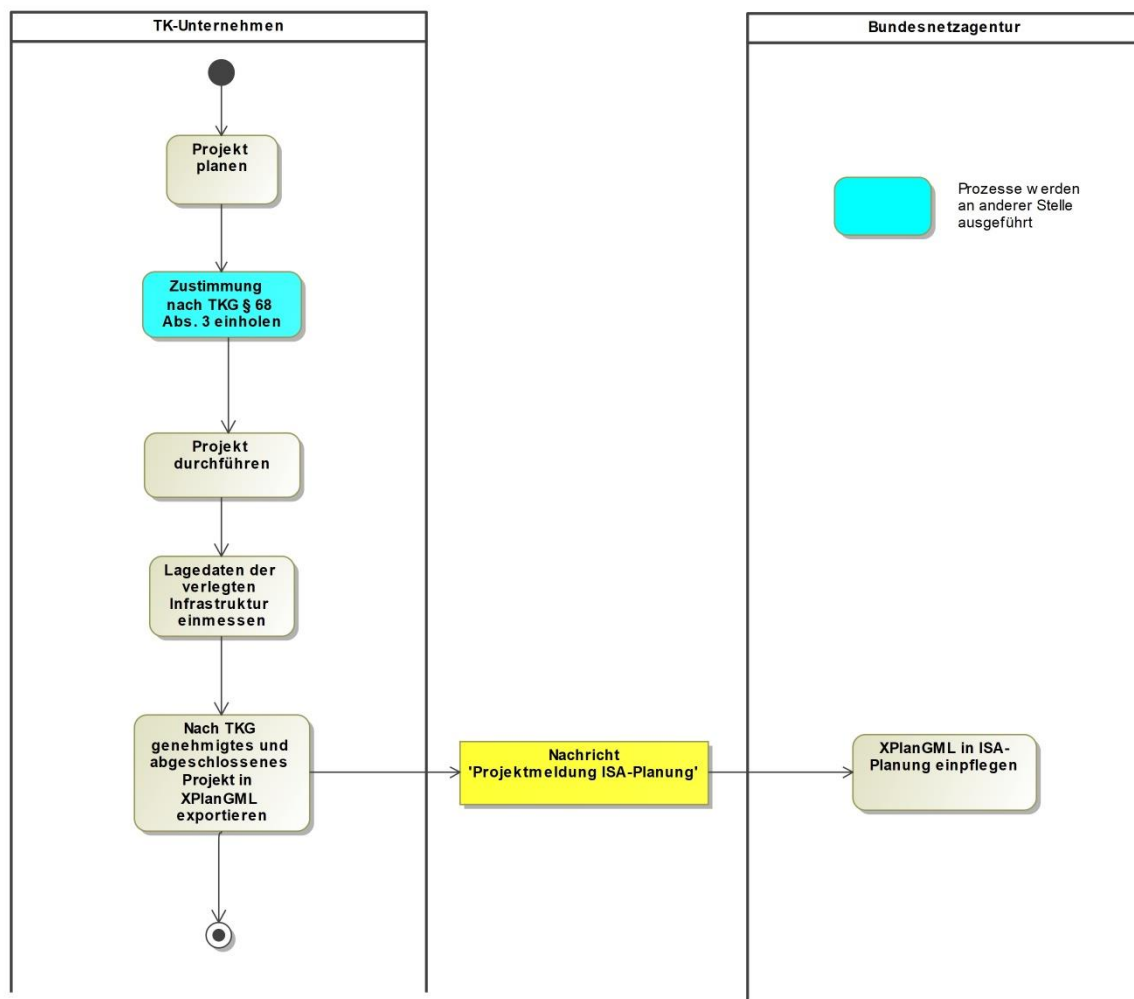 TK-Unternehmen
Bundesnetzagentur
Projekt
planen
Prozesse werden
an anderer Stelle
ausgeführt
Zustimmung
nach TKG § 68
Abs. 3 einholen
Projekt
durchführen
Lagedaten der
verlegten
Infrastruktur
einmessen
Nach TKG
genehmigtes und
abgeschlossenes
Projekt in
XPlanGML
exportieren
Nachricht
'Projektmeldung ISA-Planung'
XPlanGML in ISA-
Planung einpflegen